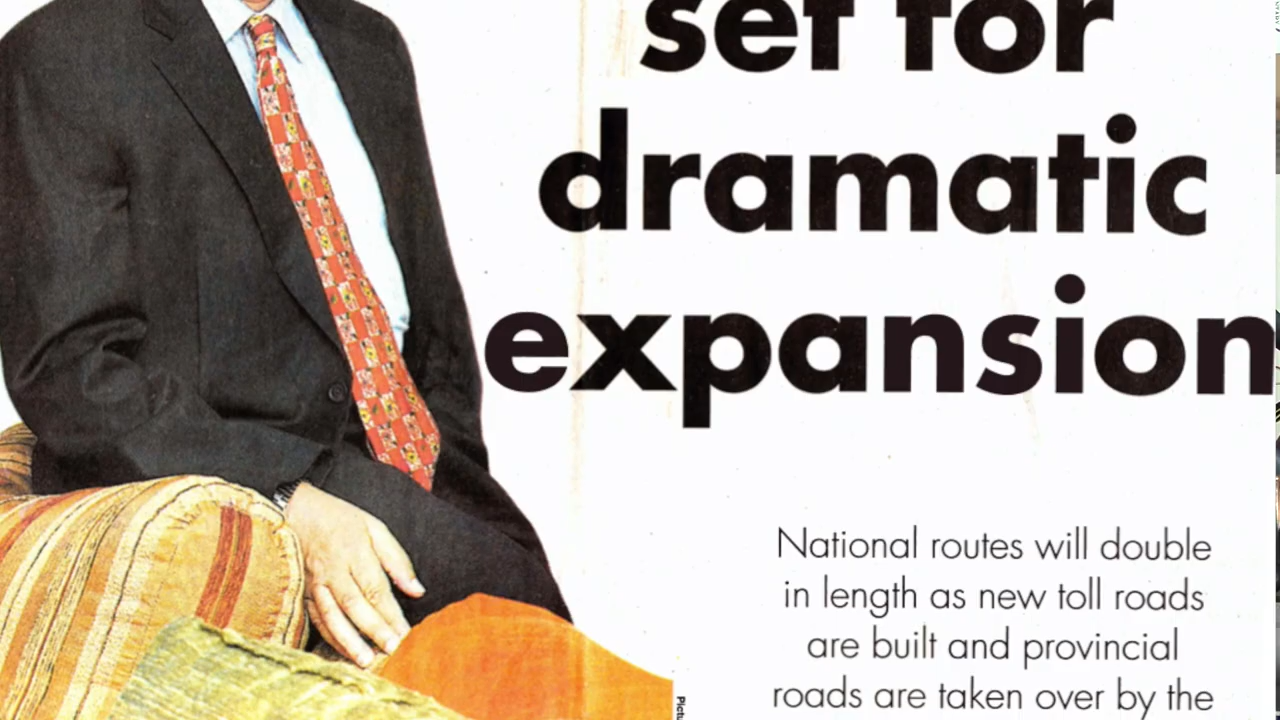 set for
dramatic
expansion
National routes will double
in length as new toll roads
are built and provincial
roads are taken over by the